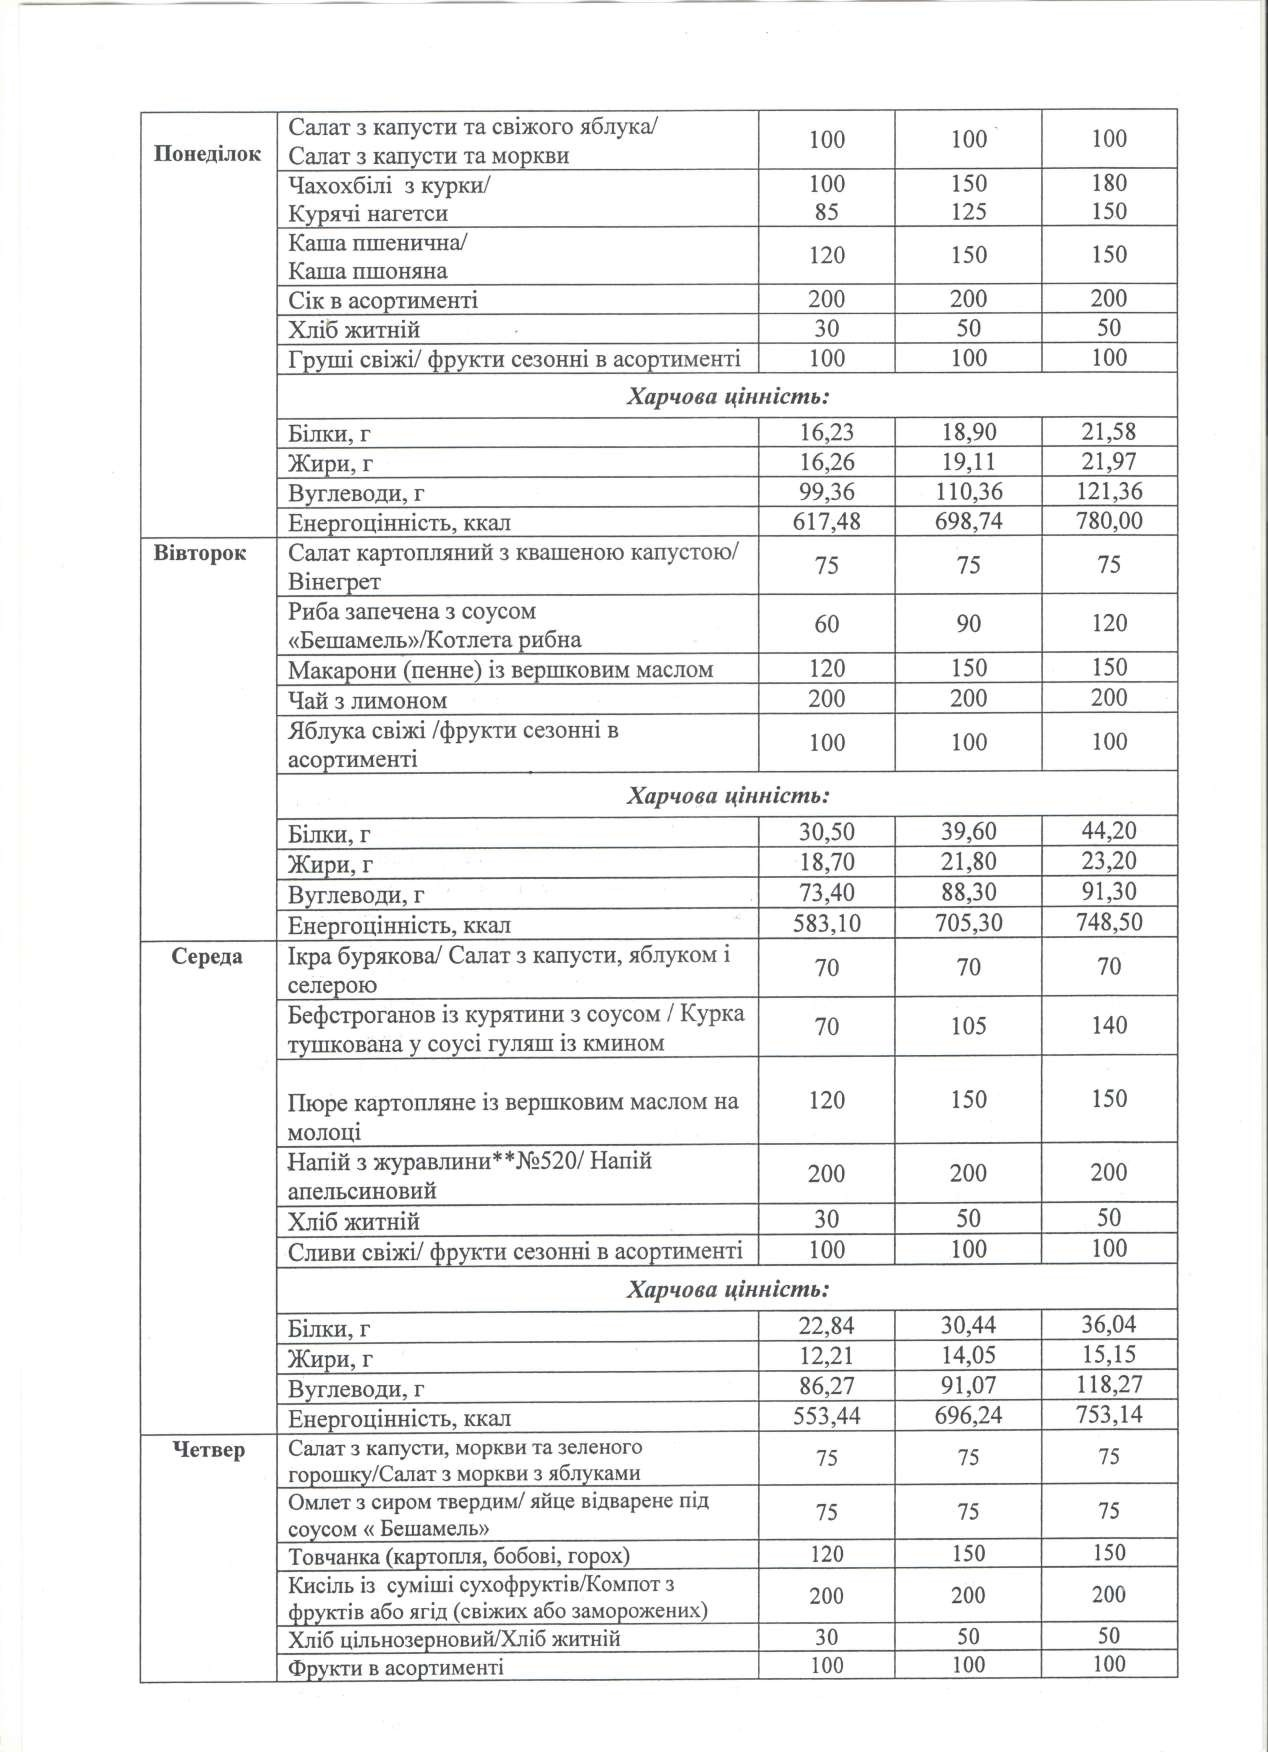 Понеділок
Салат з капусти та свіжого яблука/
Салат з капусти та моркви
100 100 100
Чахохбілі з курки/ 100 150 180
Курячі нагетси 85 125 150
Каша пшенична/
Каша пшоняна
120 150 150
Сік в асортименті 200 200 200
Хліб житній 30 50 50
Груші свіжі/ фрукти сезонні в асортименті 100 100 100
Харчова цінність:
Білки, г 16,23 18,90 21,58
Жири, г 16,26 19,11 21,97
Вуглеводи, г 99,36 110,36 121,36
Енергоцінність, ккал 617,48 698,74 780,00
Вівторок
Салат картопляний з квашеною капустою/
Вінегрет
75 75 75
Риба запечена з соусом
«Бешамель»/Котлета рибна
60 90 120
Макарони (пенне) із вершковим маслом 120 150 150
Чай з лимоном 200 200 200
Яблука свіжі /фрукти сезонні в
асортименті
100 100 100
Харчова цінність:
Білки, г 30,50 39,60 44,20
Жири, г 18,70 21,80 23,20
Вуглеводи, г 73,40 88,30 91,30
Енергоцінність, ккал 583,10 705,30 748,50
Середа
Ікра бурякова/ Салат з капусти, яблуком і
селерою
70 70 70
Бефстроганов із курятини з соусом / Курка
тушкована у соусі гуляш із кмином
70 105 140
Пюре картопляне із вершковим маслом на
молоці
120 150 150
Напій з журавлини**№520/ Напій
апельсиновий
200 200 200
Хліб житній 30 50 50
Сливи свіжі/ фрукти сезонні в асортименті 100 100 100
Харчова цінність:
Білки, г 22,84 30,44 36,04
Жири, г 12,21 14,05 15,15
Вуглеводи, г 86,27 91,07 118,27
Енергоцінність, ккал 553,44 696,24 753,14
Четвер
Салат з капусти, моркви та зеленого
горошку/Салат з моркви з яблуками
75 75 75
Омлет з сиром твердим/ яйце відварене під
соусом « Бешамель»
75 75 75
Товчанка (картопля, бобові, горох) 120 150 150
Кисіль із суміші сухофруктів/Компот з
фруктів або ягід (свіжих або заморожених)
200 200 200
Хліб цільнозерновий/Хліб житній 30 50 50
Фрукти в асортименті 100 100 100